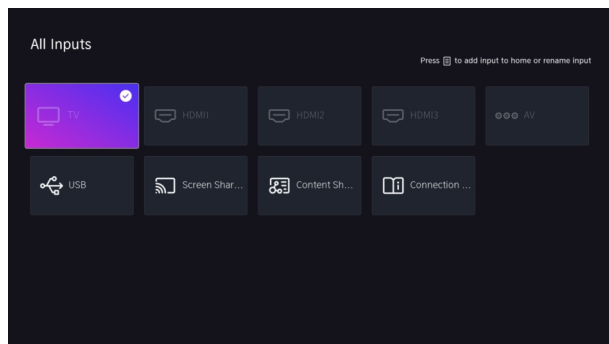 All Inputs
Press to add input to home or rename input
TV
HDMI1
HDMI2
HDMI3
AV
USB
Screen Shar...
Content Sh...
Connection ...